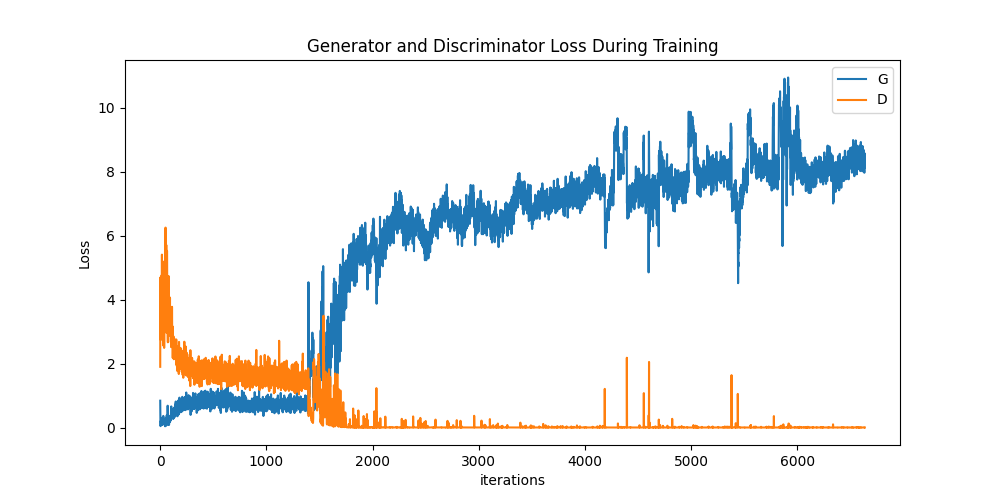 Generator and Discriminator Loss During Training
G
D
Loss
10
8
6
4
2
0
0 1000 2000 3000 4000 5000 6000
iterations